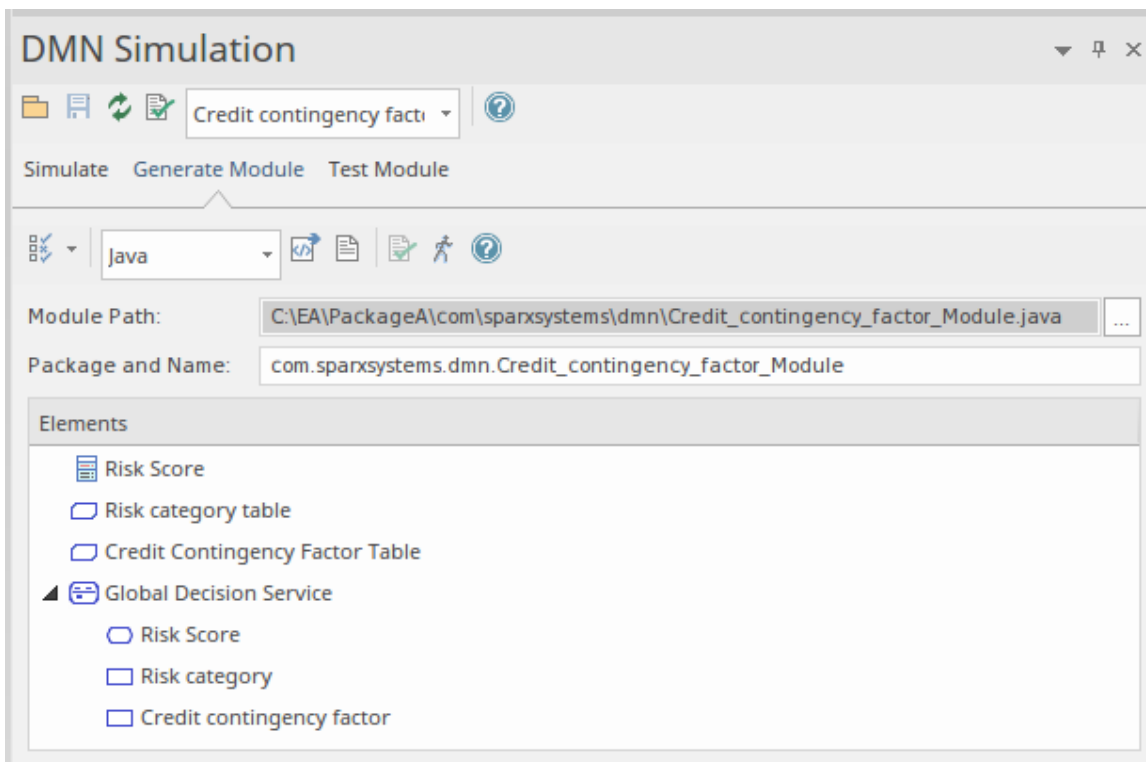 DMN Simulation
Credit contingency fact
Simulate Generate Module Test Module
Java
Module Path: C:\EA\PackageA\com\sparxsystems\dmn\Credit_contingency_factor_Module.java ...
Package and Name: com.sparxsystems.dmn.Credit_contingency_factor_Module
Elements
Risk Score
Risk category table
Credit Contingency Factor Table
Global Decision Service
Risk Score
Risk category
Credit contingency factor